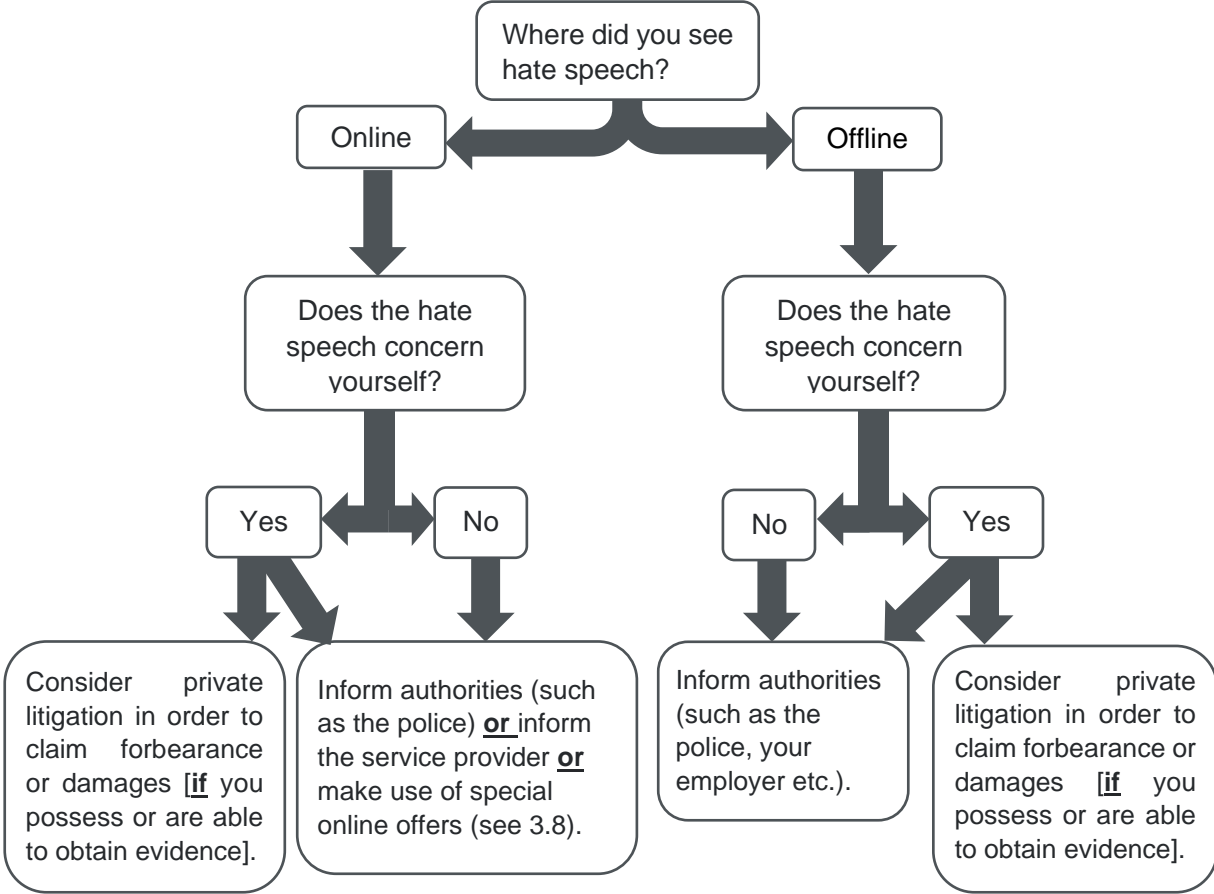 Where did you see
hate speech?
Online
Offline
Does the hate
speech concern
yourself?
Does the hate
speech concern
yourself?
Yes
No
No
Yes
Consider private
litigation in order to
claim forbearance
or damages [if you
possess or are able
to obtain evidence].
Inform authorities (such
as the police) or inform
the service provider or
make use of special
online offers (see 3.8).
Inform authorities
(such as the
police, your
employer etc.).
Consider private
litigation in order to
claim forbearance or
damages [if you
possess or are able
to obtain evidence].